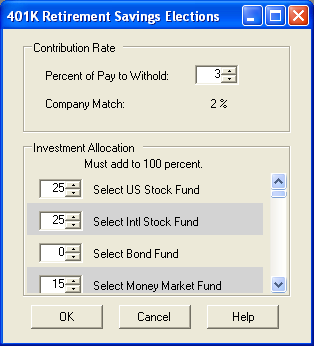 401K Retirement Savings Elections
Contribution Rate
Percent of Pay to Withold: 3
Company Match: 2 %
Investment Allocation
Must add to 100 percent.
25 Select US Stock Fund
25 Select Intl Stock Fund
0 Select Bond Fund
15 Select Money Market Fund
OK Cancel Help